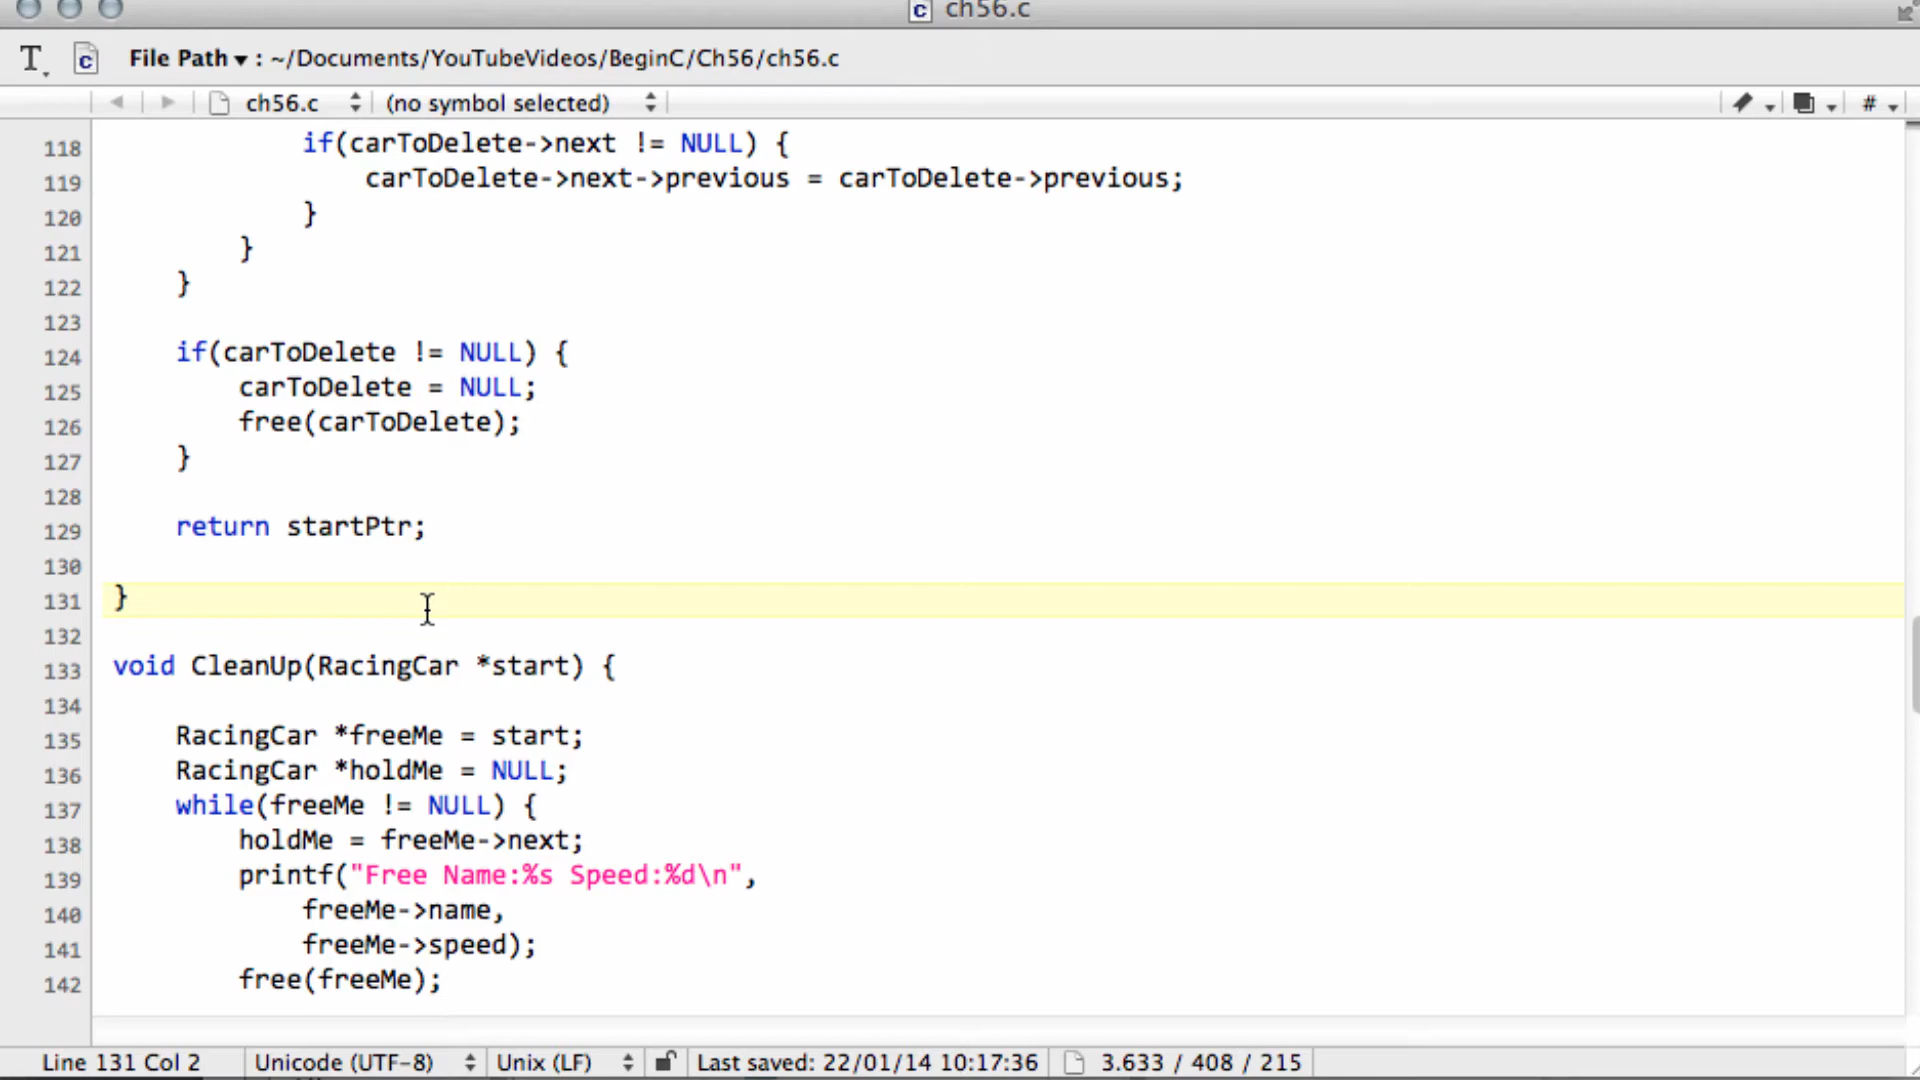 ch56.c
T File Path : ~/Documents/YouTubeVideos/BeginC/Ch56/ch56.c
ch56.c (no symbol selected) #
118 if(carToDelete->next != NULL) {
119 carToDelete->next->previous = carToDelete->previous;
120 }
121 }
122 }
123
124 if(carToDelete != NULL) {
125 carToDelete = NULL;
126 free(carToDelete);
127 }
128
129 return startPtr;
130
131 }
132
133 void CleanUp(RacingCar *start) {
134
135 RacingCar *freeMe = start;
136 RacingCar *holdMe = NULL;
137 while(freeMe != NULL) {
138 holdMe = freeMe->next;
139 printf("Free Name:%s Speed:%d\n",
140 freeMe->name,
141 freeMe->speed);
142 free(freeMe);
Line 131 Col 2 Unicode (UTF-8) Unix (LF) Last saved: 22/01/14 10:17:36 3.633 / 408 / 215